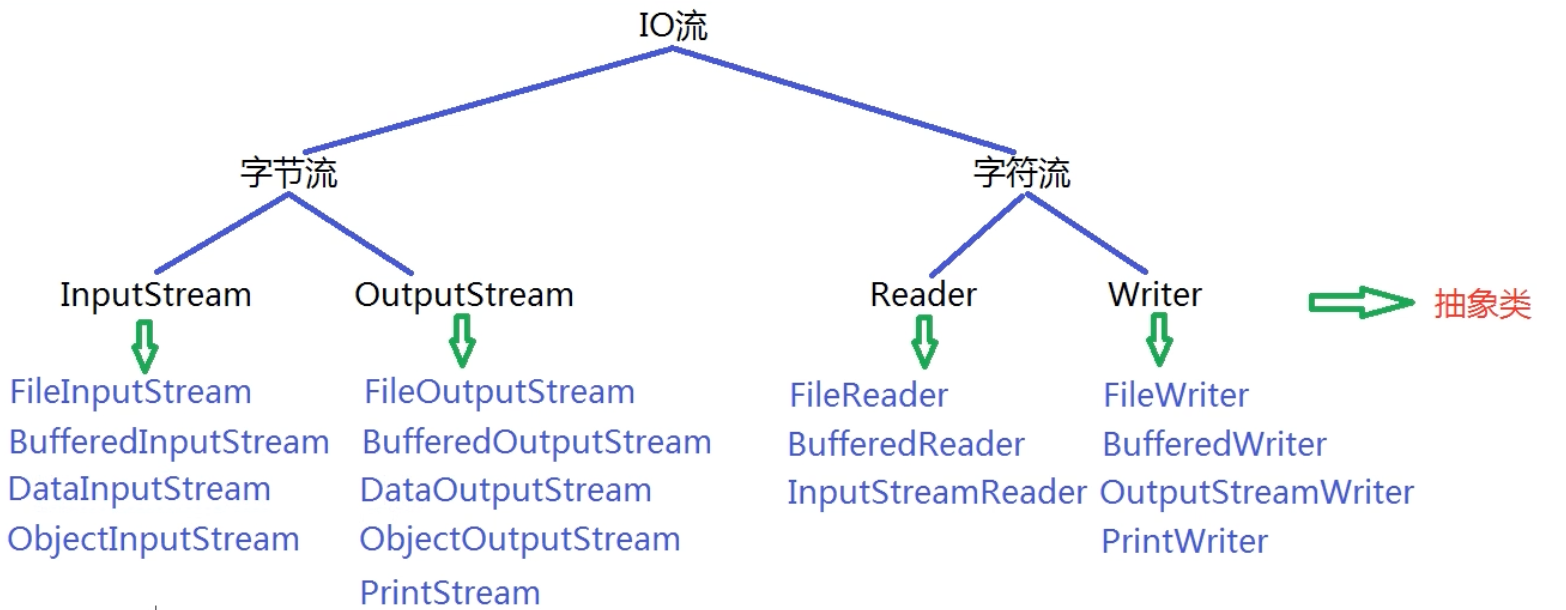 IO流
字节流
字符流
InputStream
OutputStream
Reader
Writer
抽象类
FileInputStream
BufferedInputStream
DataInputStream
ObjectInputStream
FileOutputStream
BufferedOutputStream
DataOutputStream
ObjectOutputStream
PrintStream
FileReader
BufferedReader
InputStreamReader
FileWriter
BufferedWriter
OutputStreamWriter
PrintWriter